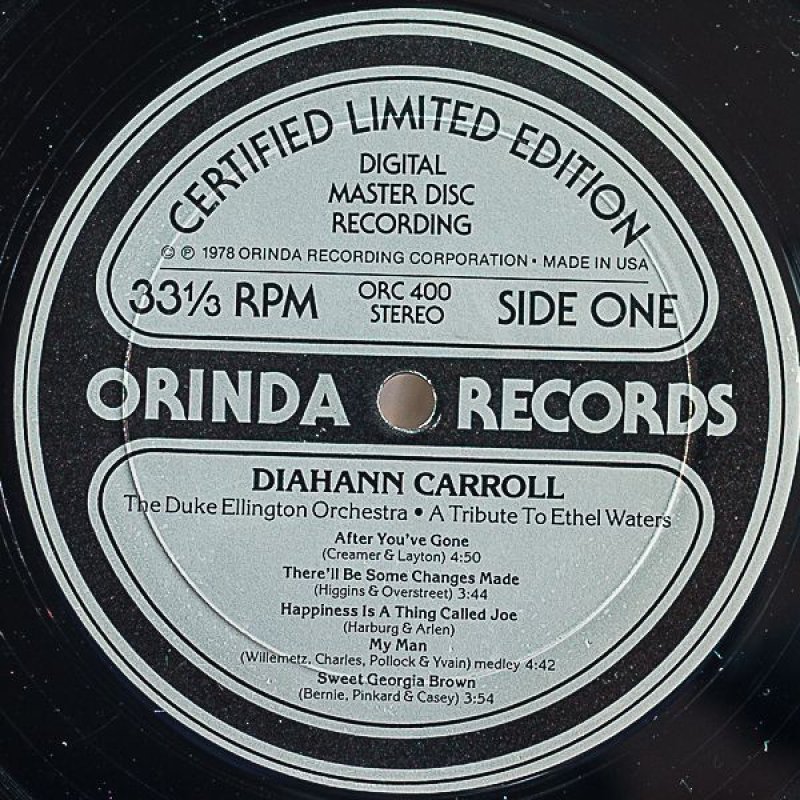 CERTIFIED LIMITED EDITION
DIGITAL
MASTER DISC
RECORDING
© ℗ 1978 ORINDA RECORDING CORPORATION • MADE IN USA
33⅓ RPM
ORC 400
STEREO
SIDE ONE
ORINDA RECORDS
DIAHANN CARROLL
The Duke Ellington Orchestra • A Tribute To Ethel Waters
After You've Gone
(Creamer & Layton) 4:50
There'll Be Some Changes Made
(Higgins & Overstreet) 3:44
Happiness Is A Thing Called Joe
(Harburg & Arlen)
My Man
(Willemetz, Charles, Pollock & Yvain) medley 4:42
Sweet Georgia Brown
(Bernie, Pinkard & Casey) 3:54